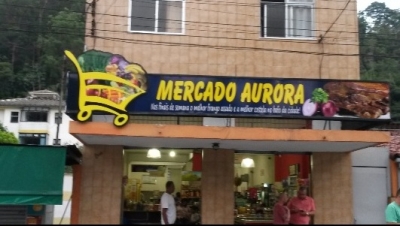 MERCADO AURORA
Nos finais de semana o melhor frango assado e a melhor costela no bafo da cidade!